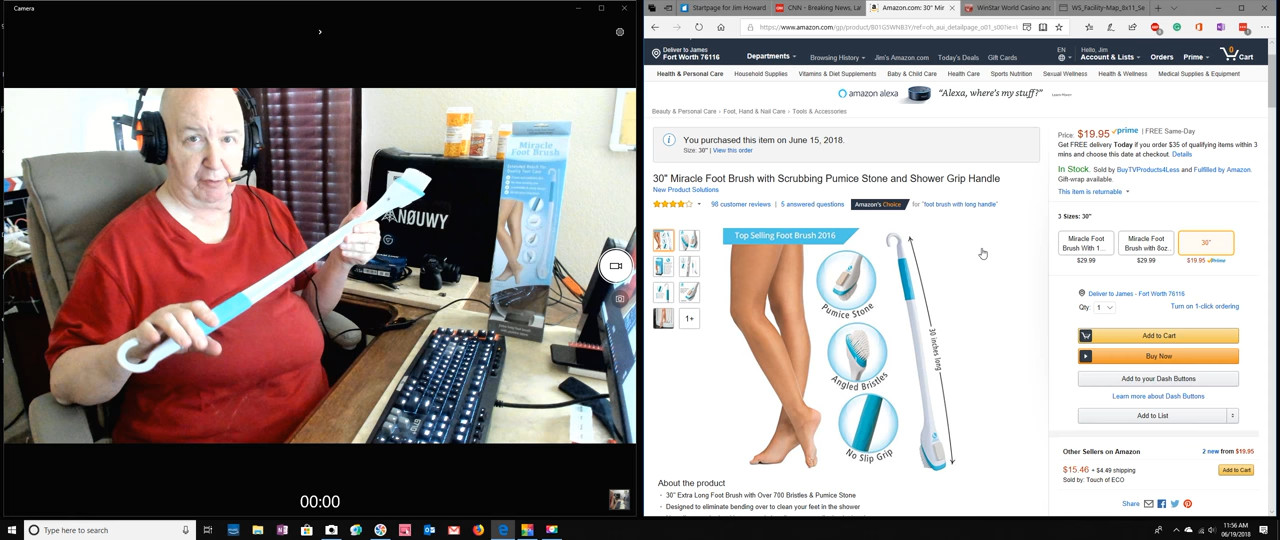 Camera
00:00
Miracle
Foot Brush
ANØUWY
Startpage for Jim Howard
CNN - Breaking News, La
Amazon.com: 30" Mi
WinStar World Casino an
WS_Facility-Map_8x11_Se
Deliver to James
Fort Worth 76116
Departments
Browsing History
Jim's Amazon.com
Today's Deals
Gift Cards
EN
Hello, Jim
Account & Lists
Orders
Prime
0
Cart
Health & Personal Care
Household Supplies
Vitamins & Diet Supplements
Baby & Child Care
Health Care
Sports Nutrition
Sexual Wellness
Health & Wellness
Medical Supplies & Equipment
amazon alexa
"Alexa, where's my stuff?"
Learn More
Beauty & Personal Care › Foot, Hand & Nail Care › Tools & Accessories
You purchased this item on June 15, 2018.
Size: 30" | View this order
30" Miracle Foot Brush with Scrubbing Pumice Stone and Shower Grip Handle
New Product Solutions
98 customer reviews | 5 answered questions
Amazon's Choice for "foot brush with long handle"
Top Selling Foot Brush 2016
Pumice Stone
Angled Bristles
No Slip Grip
30 inches long
1+
About the product
30" Extra Long Foot Brush with Over 700 Bristles & Pumice Stone
Designed to eliminate bending over to clean your feet in the shower
Price: $19.95 prime | FREE Same-Day
Get FREE delivery Today if you order $35 of qualifying items within 3
mins and choose this date at checkout. Details
In Stock. Sold by BuyTVProducts4Less and Fulfilled by Amazon.
Gift-wrap available.
This item is returnable
3 Sizes: 30"
Miracle Foot
Brush With 1...
$29.99
Miracle Foot
Brush with 8oz..
$29.99
30"
$19.95 Prime
Deliver to James - Fort Worth 76116
Qty: 1
Turn on 1-click ordering
Add to Cart
Buy Now
Add to your Dash Buttons
Learn more about Dash Buttons
Add to List
Other Sellers on Amazon
2 new from $19.95
$15.46 + $4.49 shipping
Add to Cart
Sold by: Touch of ECO
Share
Type here to search
11:56 AM
06/19/2018